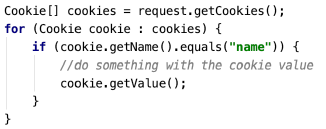 Cookie[] cookies = request.getCookies();
for (Cookie cookie : cookies) {
    if (cookie.getName().equals("name")) {
        //do something with the cookie value
        cookie.getValue();
    }
}